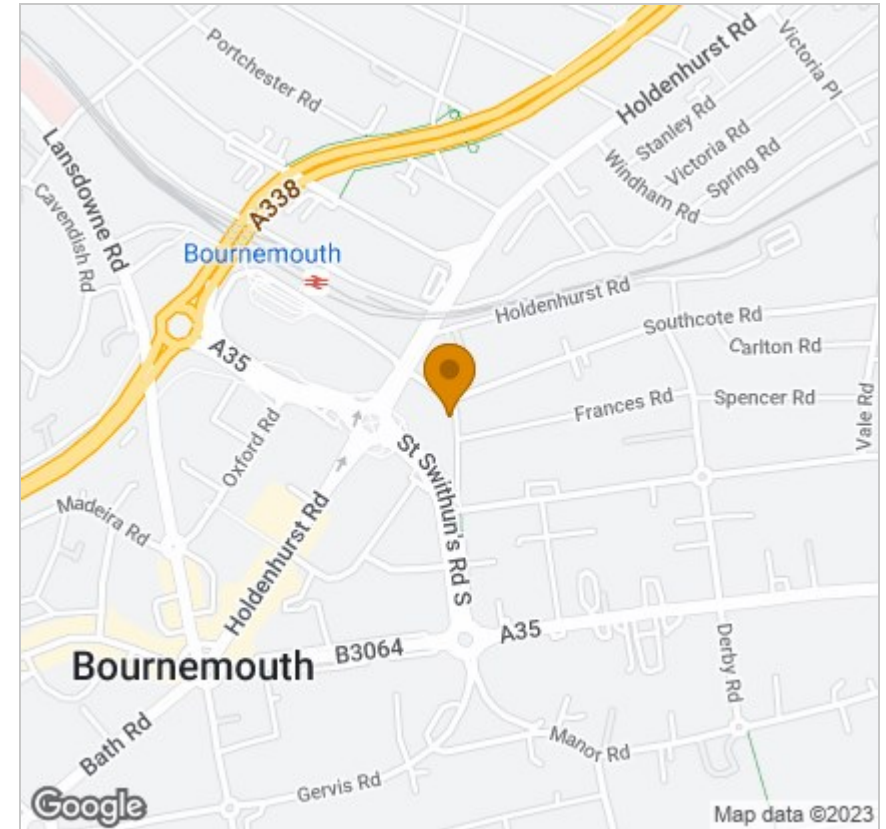 Portchester Rd
Holdenhurst Rd
Victoria Pl
Stanley Rd
Victoria Rd
Spring Rd
Windham Rd
Lansdowne Rd
Cavendish Rd
A338
Bournemouth
Holdenhurst Rd
Southcote Rd
Carlton Rd
A35
Frances Rd
Spencer Rd
Vale Rd
Oxford Rd
St Swithun's Rd S
Madeira Rd
Holdenhurst Rd
A35
B3064
Derby Rd
Bournemouth
Bath Rd
Manor Rd
Gervis Rd
Google
Map data ©2023